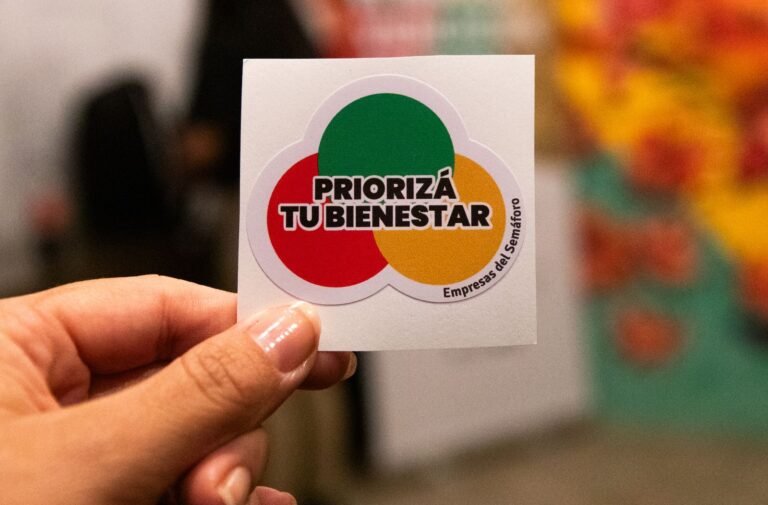 PRIORIZÁ
TU BIENESTAR
Empresas del Semáforo